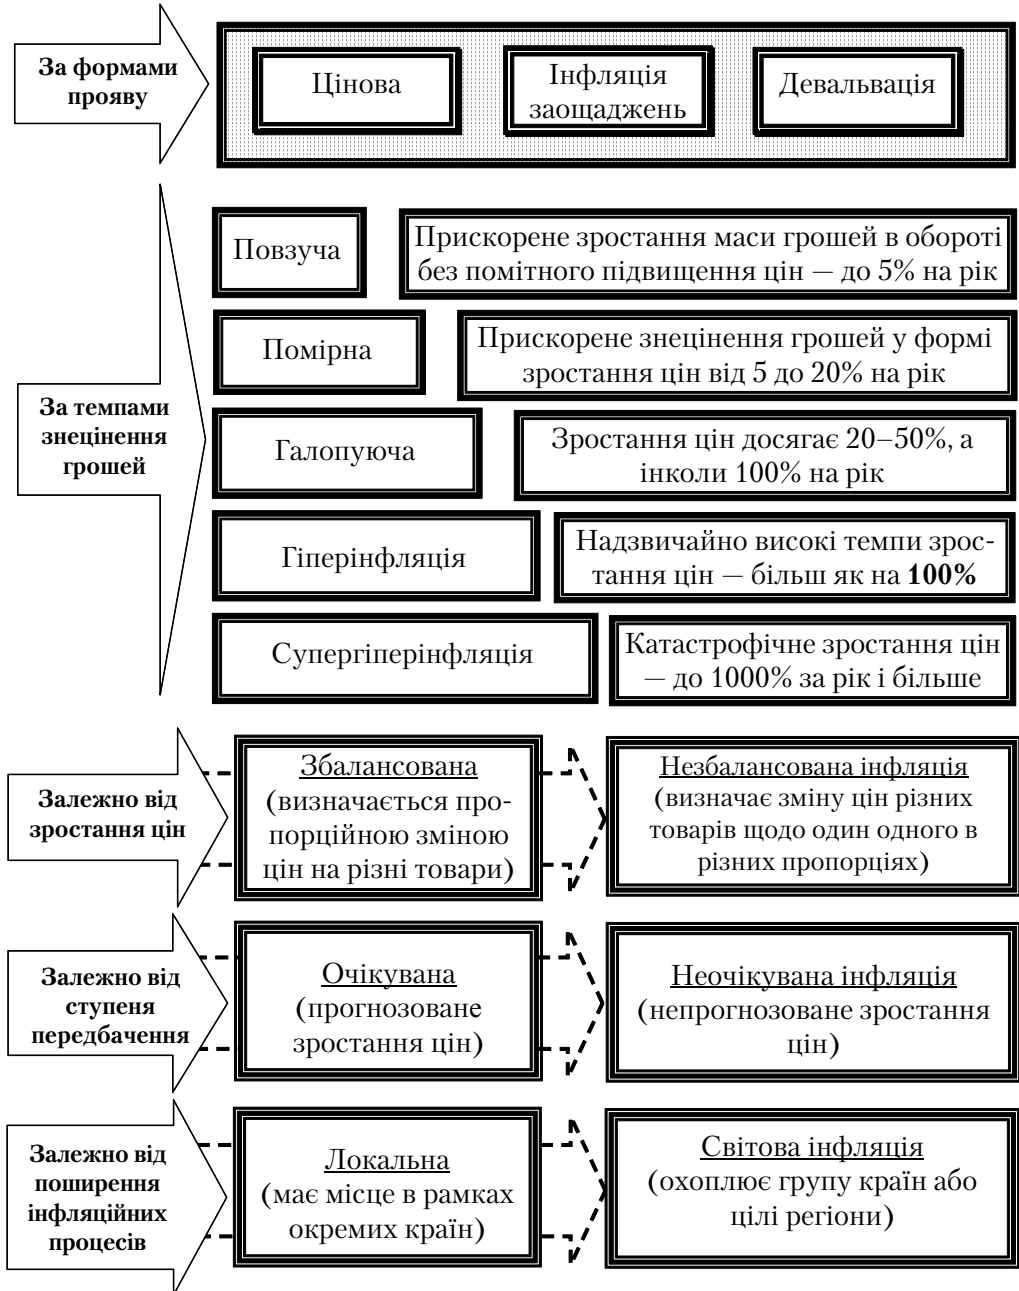 За формами
прояву
Цінова
Інфляція
заощаджень
Девальвація
За темпами
знецінення
грошей
Повзуча
Прискорене зростання маси грошей в обороті
без помітного підвищення цін — до 5% на рік
Помірна
Прискорене знецінення грошей у формі
зростання цін від 5 до 20% на рік
Галопуюча
Зростання цін досягає 20–50%, а
інколи 100% на рік
Гіперінфляція
Надзвичайно високі темпи зрос-
тання цін — більш як на 100%
Супергіперінфляція
Катастрофічне зростання цін
— до 1000% за рік і більше
Залежно від
зростання цін
Збалансована
(визначається про-
порційною зміною
цін на різні товари)
Незбалансована інфляція
(визначає зміну цін різних
товарів щодо один одного в
різних пропорціях)
Залежно від
ступеня
передбачення
Очікувана
(прогнозоване
зростання цін)
Неочікувана інфляція
(непрогнозоване зростання
цін)
Залежно від
поширення
інфляційних
процесів
Локальна
(має місце в рамках
окремих країн)
Світова інфляція
(охоплює групу країн або
цілі регіони)